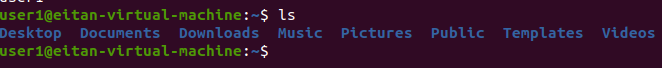 user1@eitan-virtual-machine:~$ ls
Desktop  Documents  Downloads  Music  Pictures  Public  Templates  Videos
user1@eitan-virtual-machine:~$